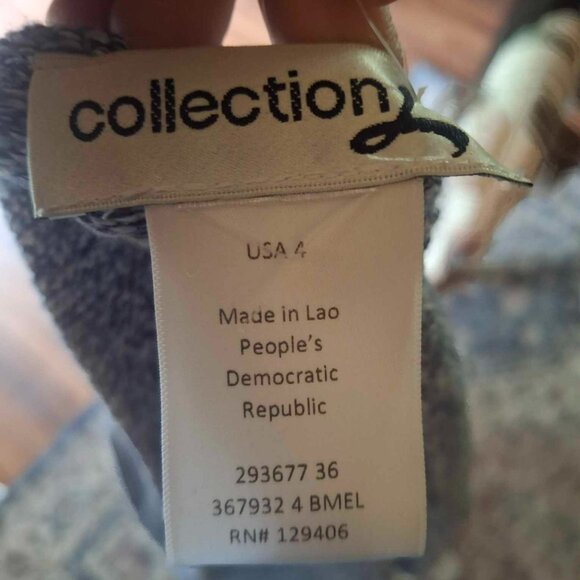 collection
USA 4
Made in Lao
People's
Democratic
Republic
293677 36
367932 4 BMEL
RN# 129406